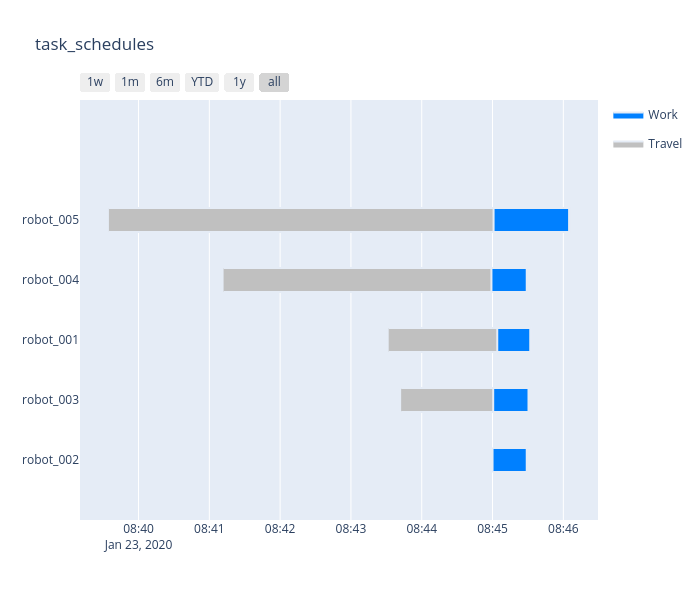 task_schedules
1w 1m 6m YTD 1y all
Work
Travel
robot_005
robot_004
robot_001
robot_003
robot_002
08:40 08:41 08:42 08:43 08:44 08:45 08:46
Jan 23, 2020